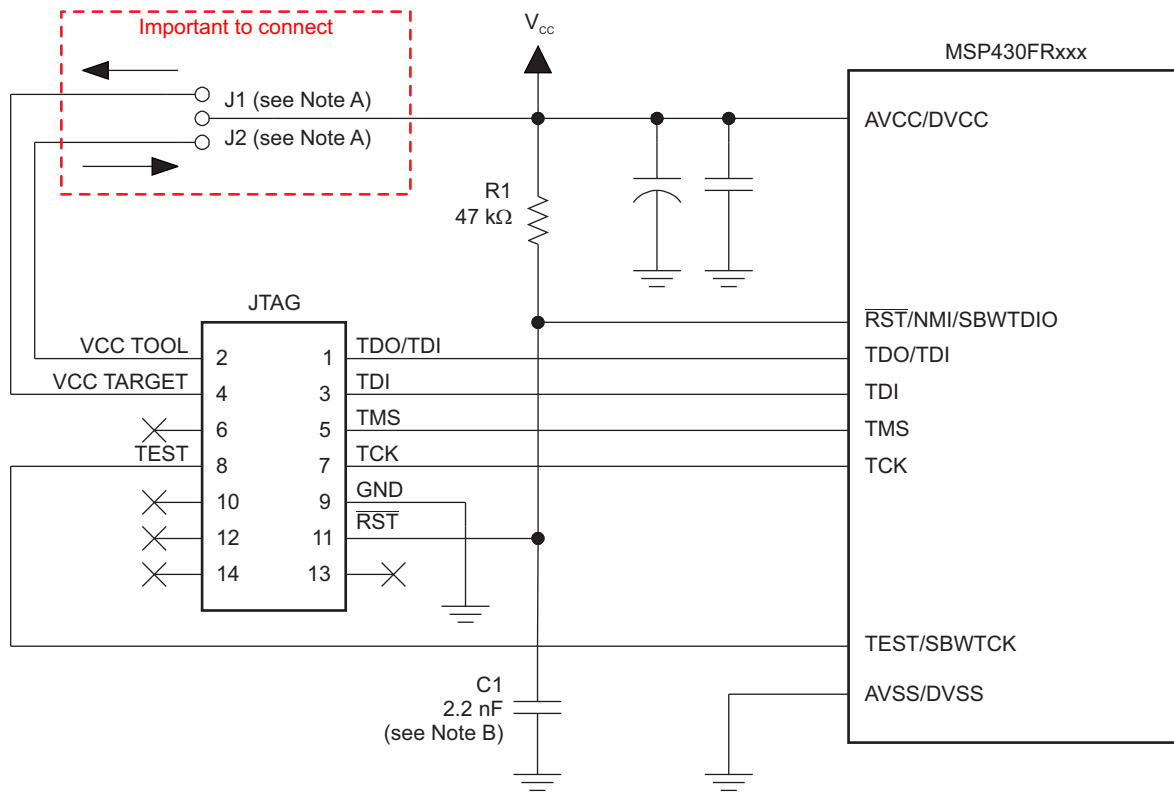 Important to connect
V_CC
MSP430FRxxx
J1 (see Note A)
J2 (see Note A)
AVCC/DVCC
R1
47 kΩ
JTAG
R̅S̅T̅/NMI/SBWTDIO
VCC TOOL 2 1 TDO/TDI TDO/TDI
VCC TARGET 4 3 TDI TDI
6 5 TMS TMS
TEST 8 7 TCK TCK
10 9 GND
12 11 R̅S̅T̅
14 13
TEST/SBWTCK
C1
2.2 nF
(see Note B)
AVSS/DVSS